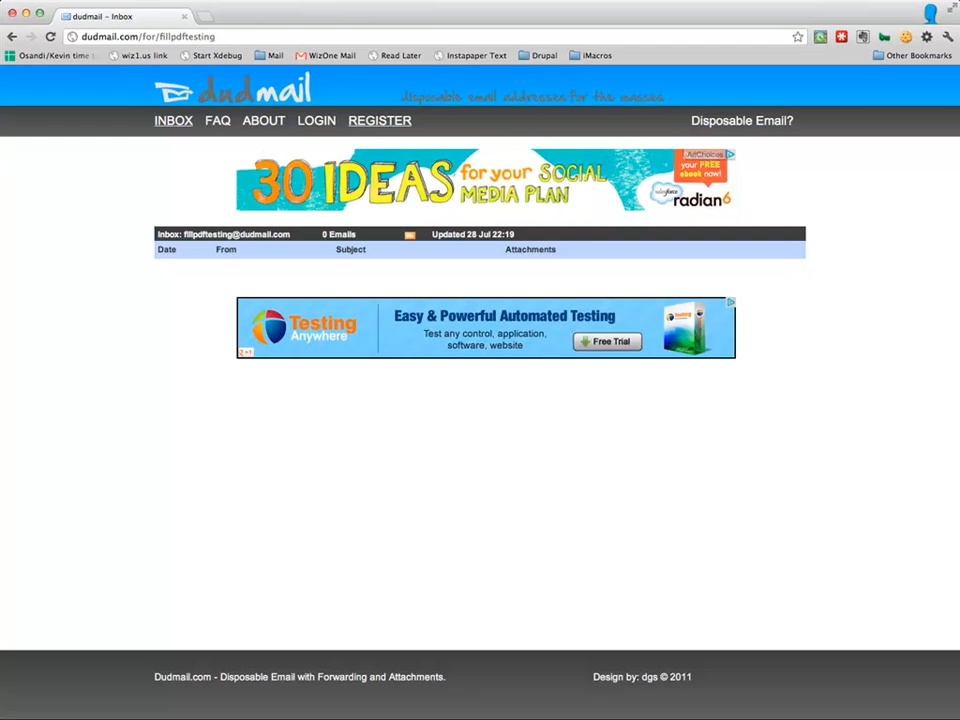 dudmail - Inbox
dudmail.com/for/fillpdftesting
Osandi/Kevin time
wiz1.us link
Start Xdebug
Mail
WizOne Mail
Read Later
Instapaper Text
Drupal
iMacros
Other Bookmarks
dudmail
disposable email addresses for the masses
INBOX FAQ ABOUT LOGIN REGISTER
Disposable Email?
30 IDEAS for your SOCIAL MEDIA PLAN
AdChoices
your FREE
ebook now!
salesforce
radian6
Inbox: fillpdftesting@dudmail.com 0 Emails Updated 28 Jul 22:19
Date From Subject Attachments
Testing
Anywhere
Easy & Powerful Automated Testing
Test any control, application,
software, website
Free Trial
+1
Dudmail.com - Disposable Email with Forwarding and Attachments.
Design by: dgs © 2011